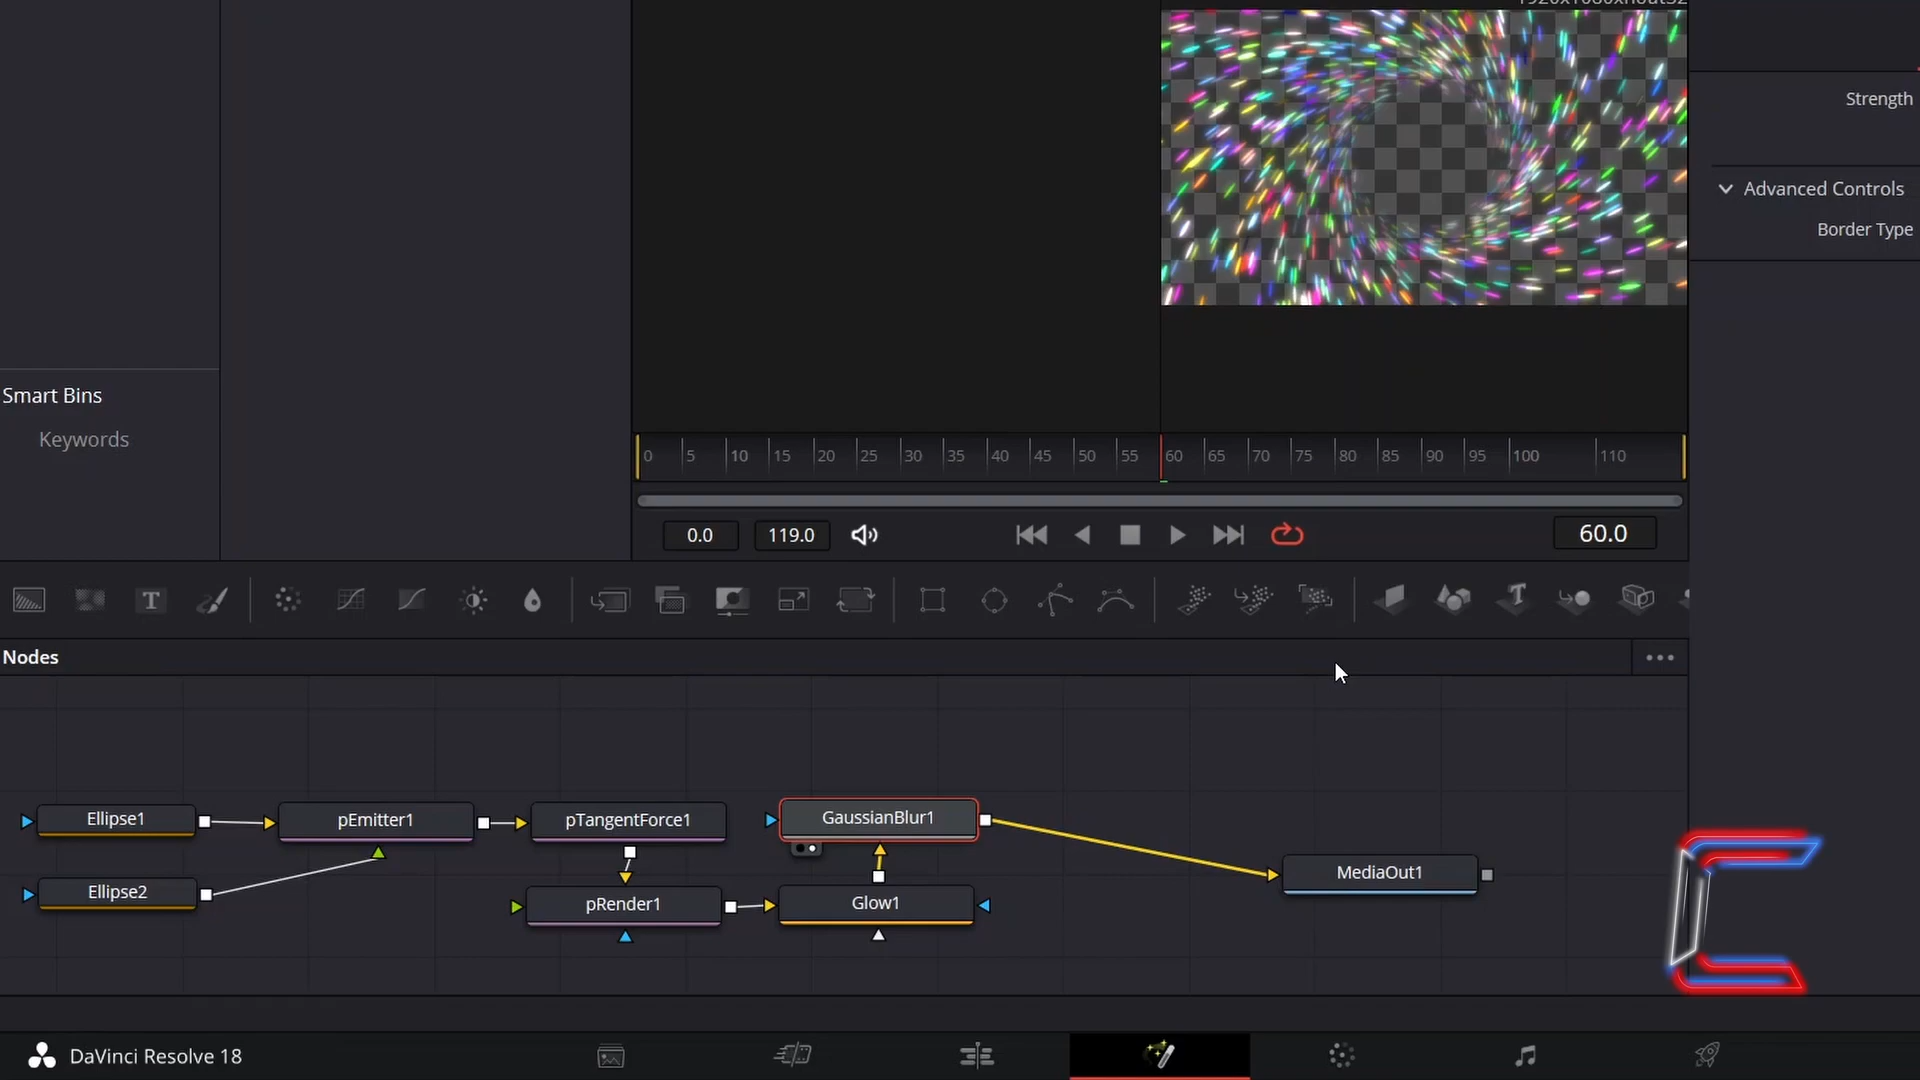 Strength
Advanced Controls
Border Type
Smart Bins
Keywords
0 5 10 15 20 25 30 35 40 45 50 55 60 65 70 75 80 85 90 95 100 110
0.0 119.0 60.0
T
Nodes
Ellipse1 pEmitter1 pTangentForce1 GaussianBlur1
MediaOut1
Ellipse2 pRender1 Glow1
DaVinci Resolve 18